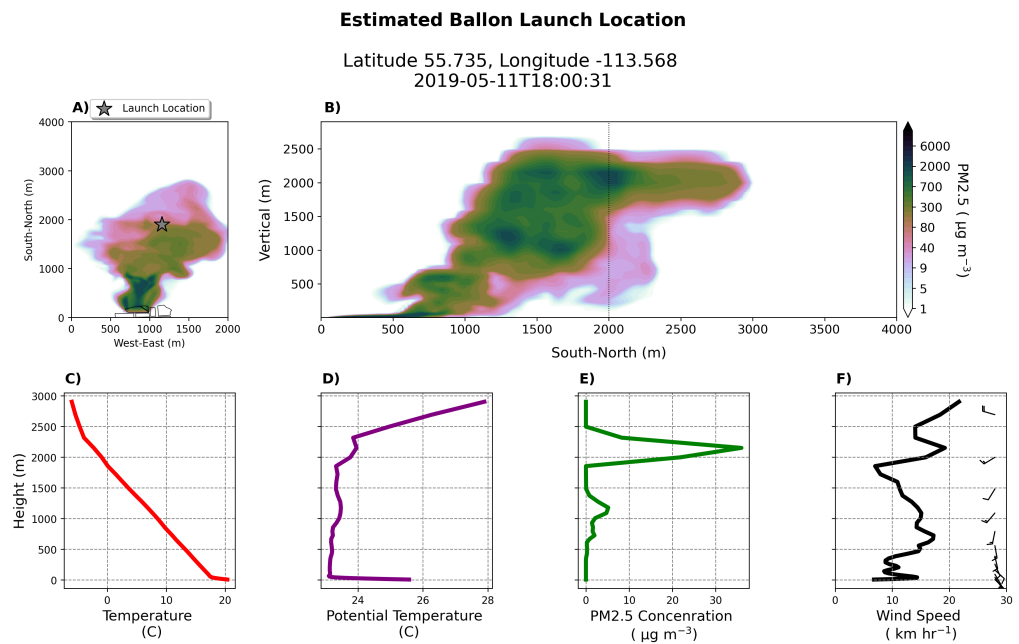 Estimated Ballon Launch Location
Latitude 55.735, Longitude -113.568
2019-05-11T18:00:31
A)
Launch Location
4000
3000
2000
1000
0
South-North (m)
0 500 1000 1500 2000
West-East (m)
B)
2500
2000
1500
1000
500
Vertical (m)
0 500 1000 1500 2000 2500 3000 3500 4000
South-North (m)
6000
2000
700
300
80
40
9
5
1
PM2.5 ( µg m⁻³)
C)
3000
2500
2000
1500
1000
500
0
Height (m)
0 10 20
Temperature
(C)
D)
24 26 28
Potential Temperature
(C)
E)
0 10 20 30
PM2.5 Concenration
( µg m⁻³)
F)
0 10 20 30
Wind Speed
( km hr⁻¹)